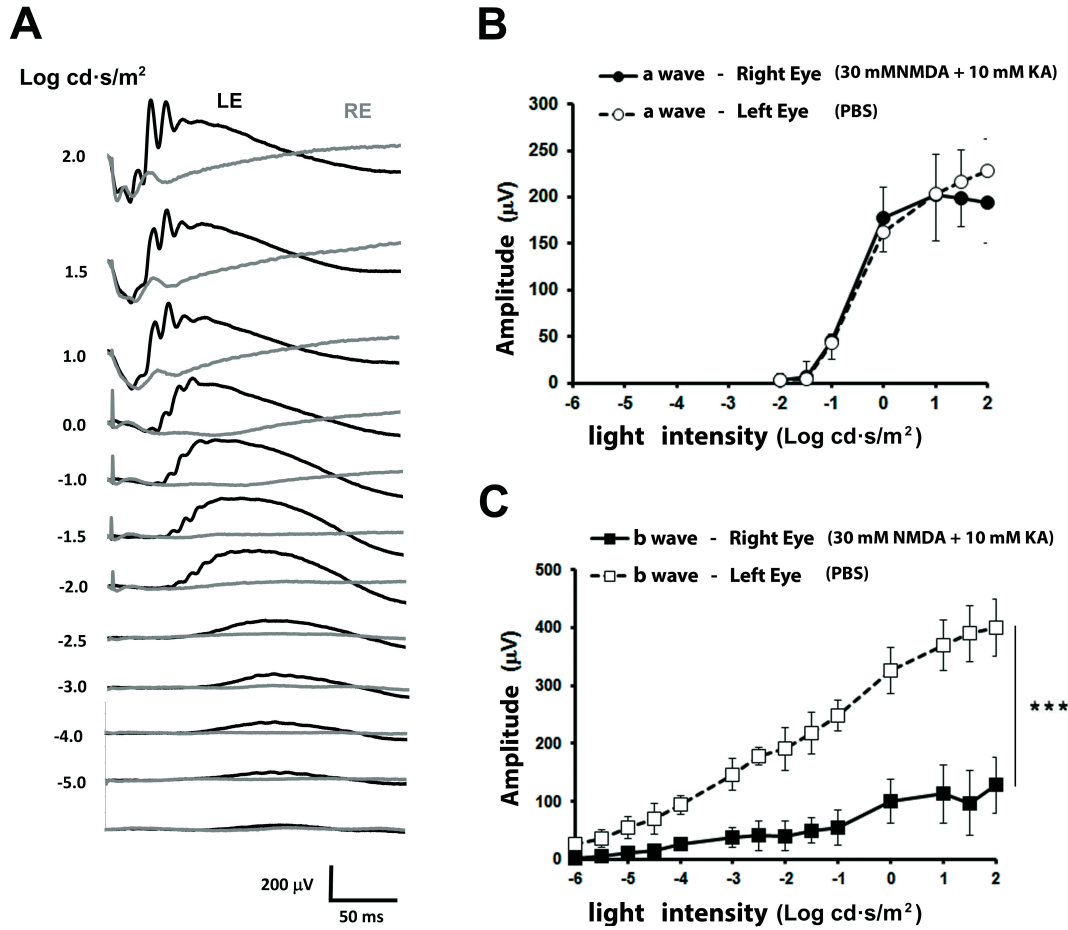 A
Log cd·s/m²
LE
RE
2.0
1.5
1.0
0.0
-1.0
-1.5
-2.0
-2.5
-3.0
-4.0
-5.0
200 μV
50 ms
B
a wave - Right Eye (30 mMNMDA + 10 mM KA)
a wave - Left Eye (PBS)
Amplitude (μV)
300
250
200
150
100
50
0
-6 -5 -4 -3 -2 -1 0 1 2
light intensity (Log cd·s/m²)
C
b wave - Right Eye (30 mM NMDA + 10 mM KA)
b wave - Left Eye (PBS)
Amplitude (μV)
500
400
300
200
100
0
***
-6 -5 -4 -3 -2 -1 0 1 2
light intensity (Log cd·s/m²)